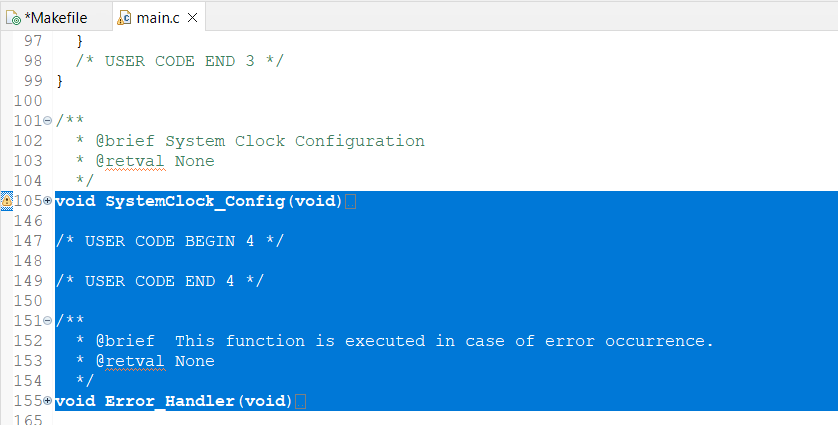 *Makefile main.c
97 }
98 /* USER CODE END 3 */
99 }
100
101 /**
102 * @brief System Clock Configuration
103 * @retval None
104 */
105 void SystemClock_Config(void)
146
147 /* USER CODE BEGIN 4 */
148
149 /* USER CODE END 4 */
150
151 /**
152 * @brief  This function is executed in case of error occurrence.
153 * @retval None
154 */
155 void Error_Handler(void)
165